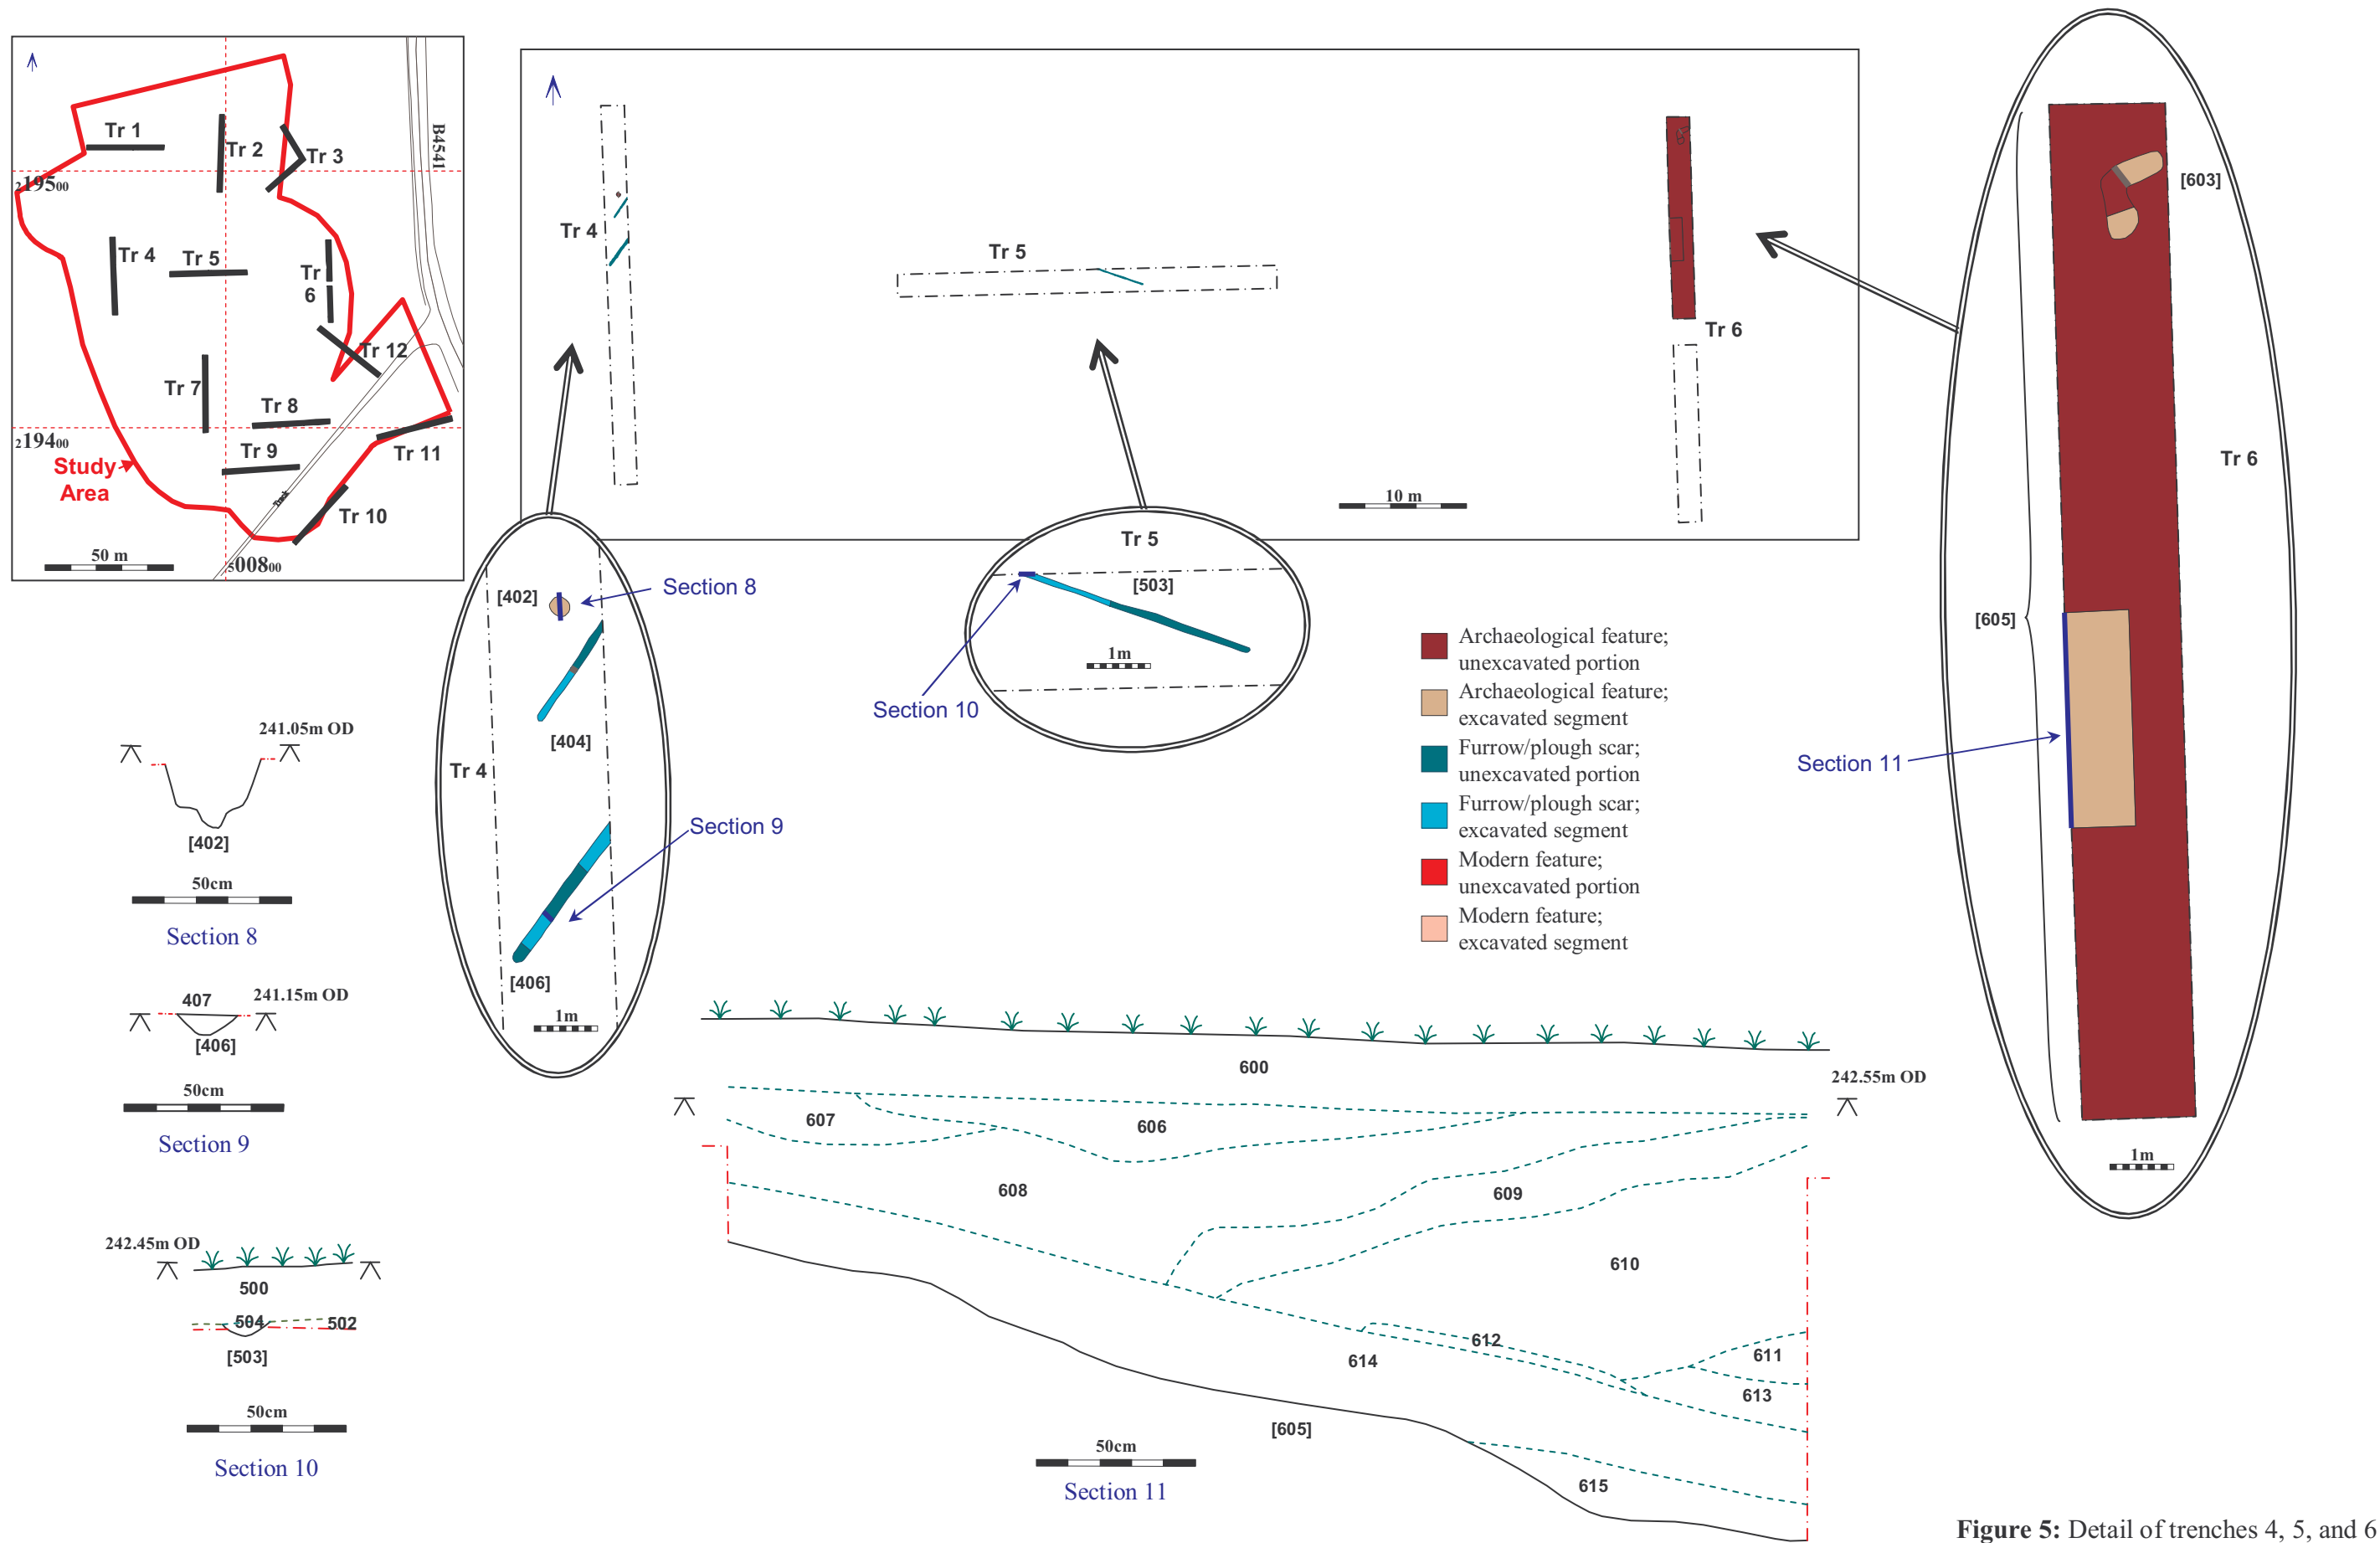 Tr 1
Tr 2
Tr 3
B4541
219500
Tr 4
Tr 5
Tr
6
Tr 12
Tr 7
Tr 8
219400
Tr 9
Tr 11
Study
Area
Track
Tr 10
50 m
500800
Tr 4
Tr 5
Tr 6
10 m
[603]
Tr 6
[605]
Section 11
1m
[402]
Section 8
[404]
Tr 4
Section 9
[406]
1m
Tr 5
[503]
1m
Section 10
Archaeological feature;
unexcavated portion
Archaeological feature;
excavated segment
Furrow/plough scar;
unexcavated portion
Furrow/plough scar;
excavated segment
Modern feature;
unexcavated portion
Modern feature;
excavated segment
241.05m OD
[402]
50cm
Section 8
407
241.15m OD
[406]
50cm
Section 9
242.45m OD
500
504
502
[503]
50cm
Section 10
600
242.55m OD
607
606
608
609
610
612
611
614
613
[605]
615
50cm
Section 11
Figure 5: Detail of trenches 4, 5, and 6